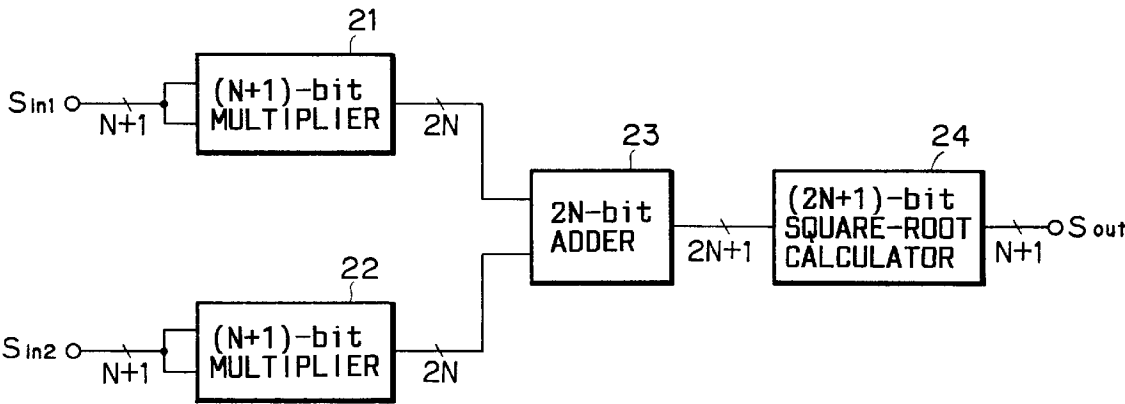 21
Sin1
N+1
(N+1)-bit
MULTIPLIER
2N
23
2N-bit
ADDER
2N+1
24
(2N+1)-bit
SQUARE-ROOT
CALCULATOR
N+1
Sout
22
Sin2
N+1
(N+1)-bit
MULTIPLIER
2N